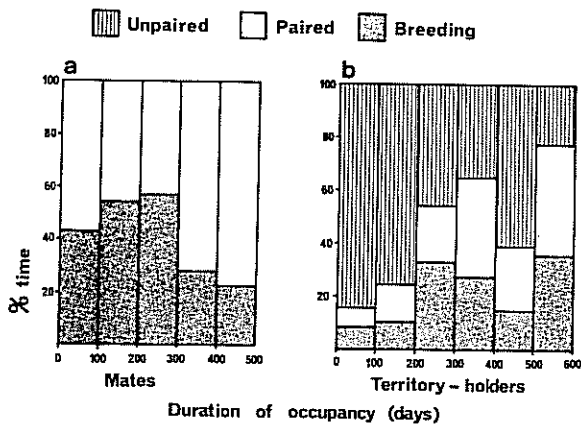 Unpaired Paired Breeding
a b
100 100
80 80
60 60
40 40
20 20
% time
0 100 200 300 400 500 0 100 200 300 400 500 600
Mates Territory – holders
Duration of occupancy (days)